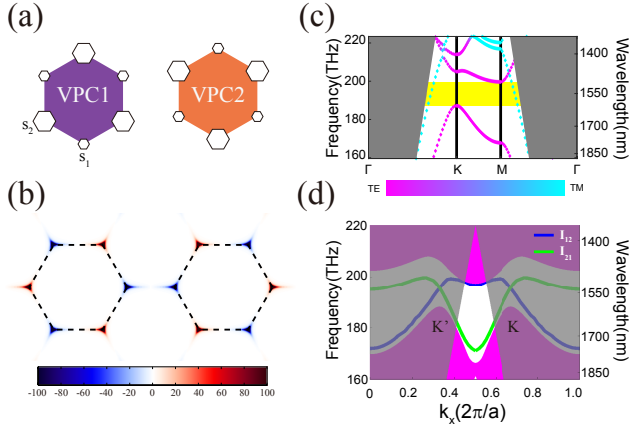 (a)
VPC1
VPC2
s₂
s₁
(b)
-100 -80 -60 -40 -20 0 20 40 60 80 100
(c)
Frequency(THz)
220
200
180
160
Wavelength(nm)
1400
1500
1600
1700
1850
Γ K M Γ
TE TM
(d)
Frequency(THz)
220
200
180
160
I₁₂
I₂₁
K' K
Wavelength(nm)
1400
1550
1700
1850
0 0.2 0.4 0.6 0.8 1.0
kₓ(2π/a)